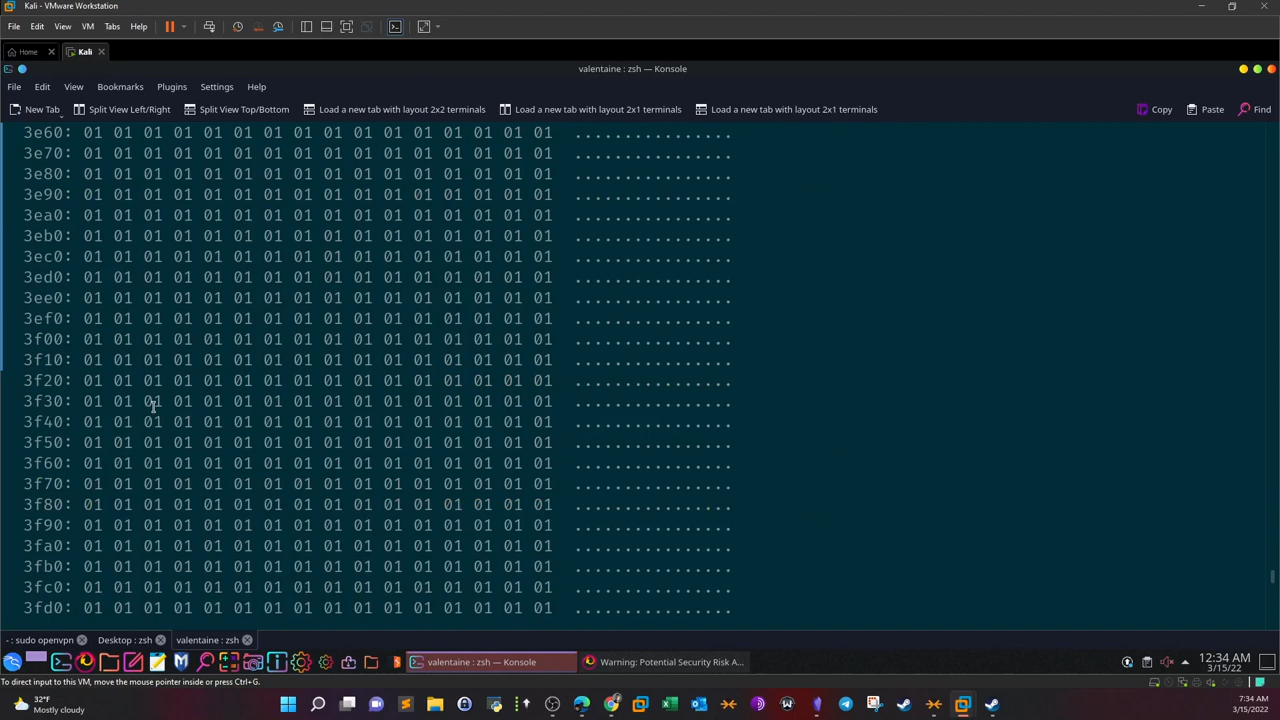 Kali - VMware Workstation
File Edit View VM Tabs Help
Home Kali
valentaine : zsh — Konsole
File Edit View Bookmarks Plugins Settings Help
New Tab Split View Left/Right Split View Top/Bottom Load a new tab with layout 2x2 terminals Load a new tab with layout 2x1 terminals Load a new tab with layout 2x1 terminals Copy Paste Find
3e60: 01 01 01 01 01 01 01 01 01 01 01 01 01 01 01 01 ................
3e70: 01 01 01 01 01 01 01 01 01 01 01 01 01 01 01 01 ................
3e80: 01 01 01 01 01 01 01 01 01 01 01 01 01 01 01 01 ................
3e90: 01 01 01 01 01 01 01 01 01 01 01 01 01 01 01 01 ................
3ea0: 01 01 01 01 01 01 01 01 01 01 01 01 01 01 01 01 ................
3eb0: 01 01 01 01 01 01 01 01 01 01 01 01 01 01 01 01 ................
3ec0: 01 01 01 01 01 01 01 01 01 01 01 01 01 01 01 01 ................
3ed0: 01 01 01 01 01 01 01 01 01 01 01 01 01 01 01 01 ................
3ee0: 01 01 01 01 01 01 01 01 01 01 01 01 01 01 01 01 ................
3ef0: 01 01 01 01 01 01 01 01 01 01 01 01 01 01 01 01 ................
3f00: 01 01 01 01 01 01 01 01 01 01 01 01 01 01 01 01 ................
3f10: 01 01 01 01 01 01 01 01 01 01 01 01 01 01 01 01 ................
3f20: 01 01 01 01 01 01 01 01 01 01 01 01 01 01 01 01 ................
3f30: 01 01 01 01 01 01 01 01 01 01 01 01 01 01 01 01 ................
3f40: 01 01 01 01 01 01 01 01 01 01 01 01 01 01 01 01 ................
3f50: 01 01 01 01 01 01 01 01 01 01 01 01 01 01 01 01 ................
3f60: 01 01 01 01 01 01 01 01 01 01 01 01 01 01 01 01 ................
3f70: 01 01 01 01 01 01 01 01 01 01 01 01 01 01 01 01 ................
3f80: 01 01 01 01 01 01 01 01 01 01 01 01 01 01 01 01 ................
3f90: 01 01 01 01 01 01 01 01 01 01 01 01 01 01 01 01 ................
3fa0: 01 01 01 01 01 01 01 01 01 01 01 01 01 01 01 01 ................
3fb0: 01 01 01 01 01 01 01 01 01 01 01 01 01 01 01 01 ................
3fc0: 01 01 01 01 01 01 01 01 01 01 01 01 01 01 01 01 ................
3fd0: 01 01 01 01 01 01 01 01 01 01 01 01 01 01 01 01 ................
- : sudo openvpn Desktop : zsh valentaine : zsh
valentaine : zsh — Konsole Warning: Potential Security Risk A... 12:34 AM
3/15/22
To direct input to this VM, move the mouse pointer inside or press Ctrl+G.
32°F
Mostly cloudy
7:34 AM
3/15/2022